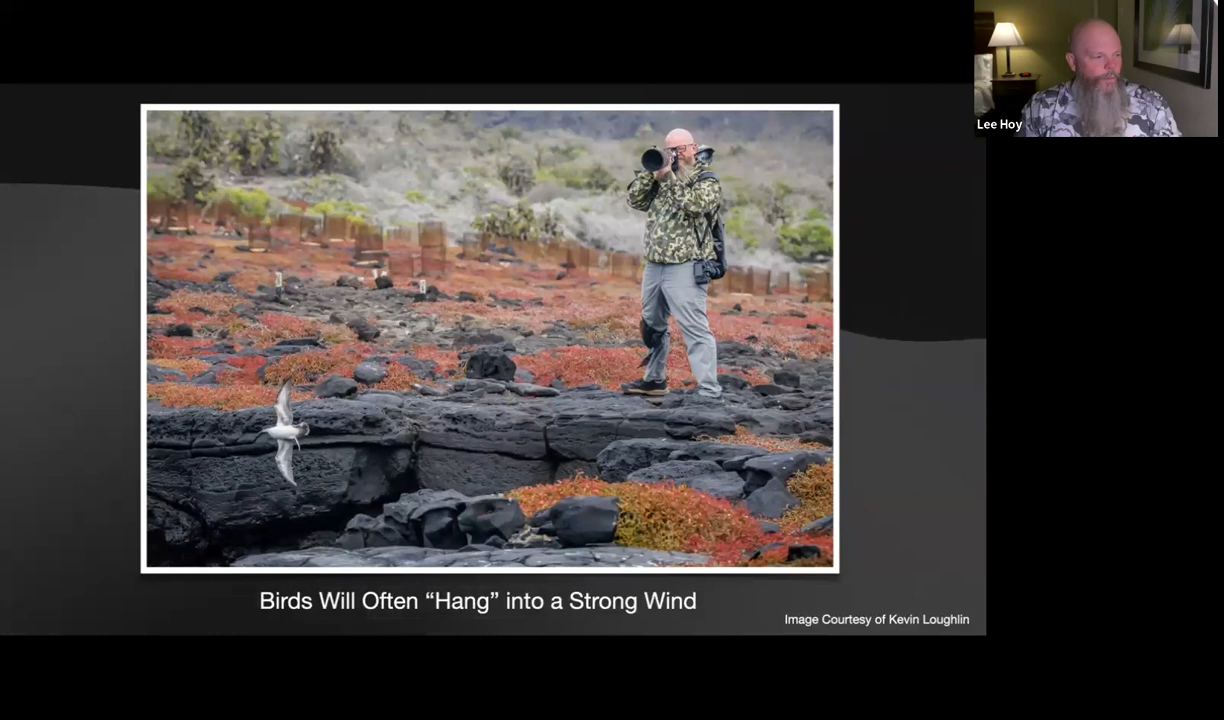 Lee Hoy
Birds Will Often “Hang” into a Strong Wind
Image Courtesy of Kevin Loughlin